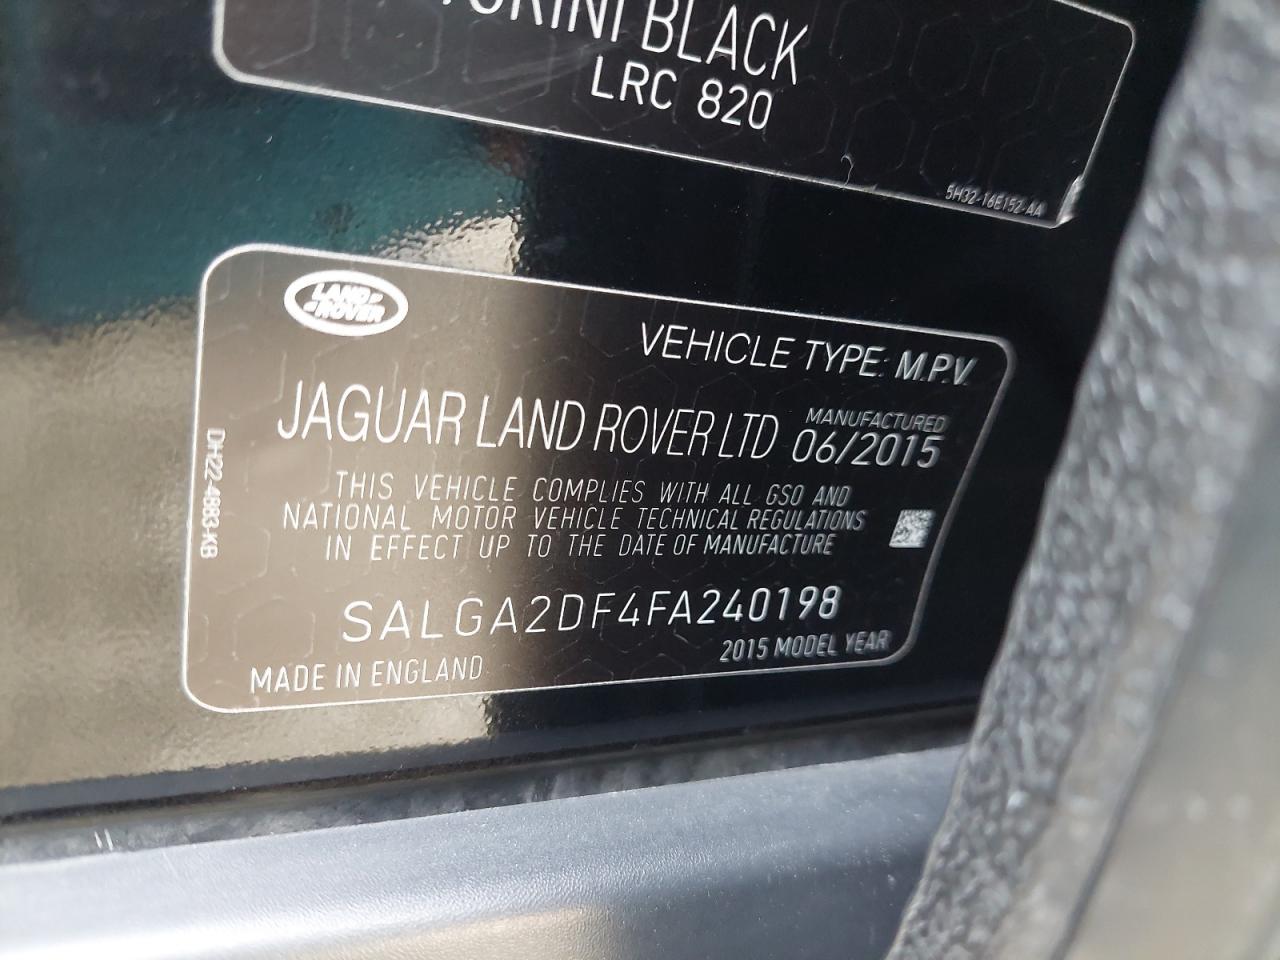 BLACK
LRC 820
5H32-16E152-AA
LAND
ROVER
VEHICLE TYPE: M.P.V
JAGUAR LAND ROVER LTD
MANUFACTURED
06/2015
THIS VEHICLE COMPLIES WITH ALL GSO AND
NATIONAL MOTOR VEHICLE TECHNICAL REGULATIONS
IN EFFECT UP TO THE DATE OF MANUFACTURE
DH22-4883-KB
SALGA2DF4FA240198
2015 MODEL YEAR
MADE IN ENGLAND